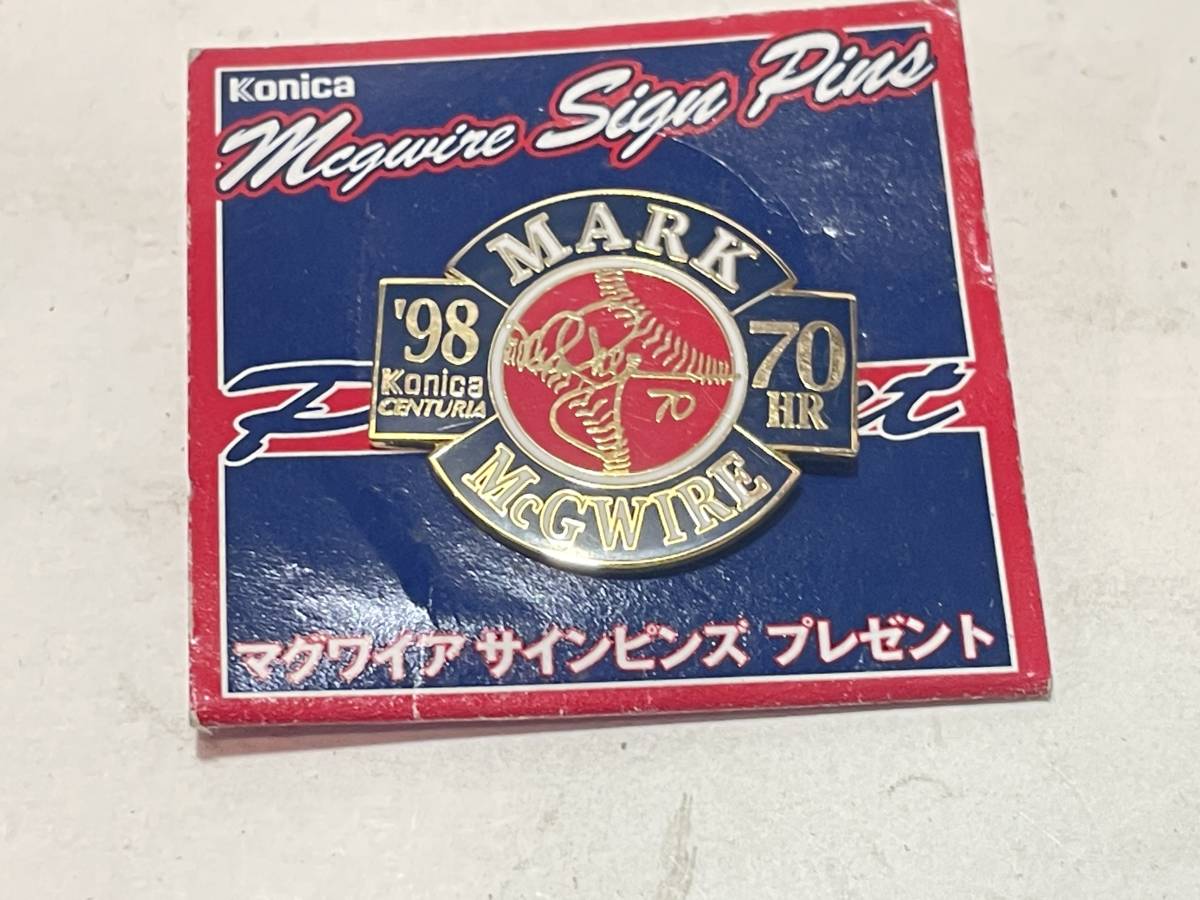 Konica
Mcgwire Sign Pins
MARK
'98
Konica
CENTURIA
70
HR
70
McGWIRE
マグワイア サインピンズ プレゼント